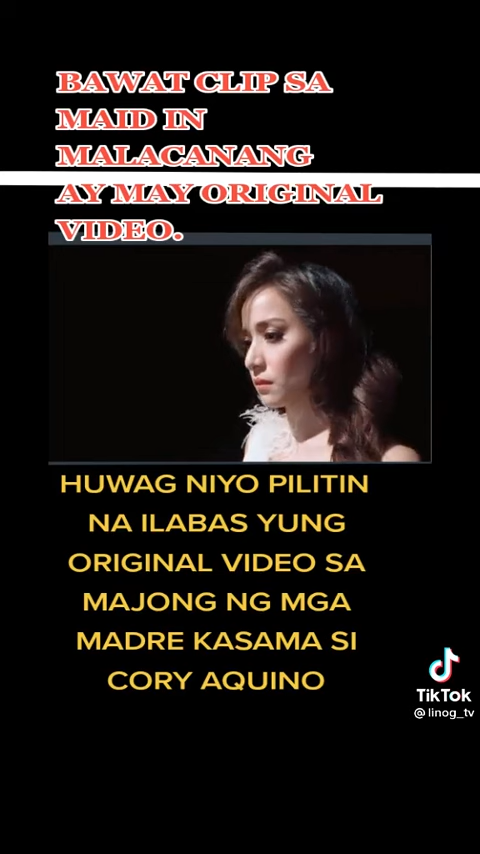 BAWAT CLIP SA
MAID IN
MALACANANG
AY MAY ORIGINAL
VIDEO.
HUWAG NIYO PILITIN
NA ILABAS YUNG
ORIGINAL VIDEO SA
MAJONG NG MGA
MADRE KASAMA SI
CORY AQUINO
TikTok
@linog_tv